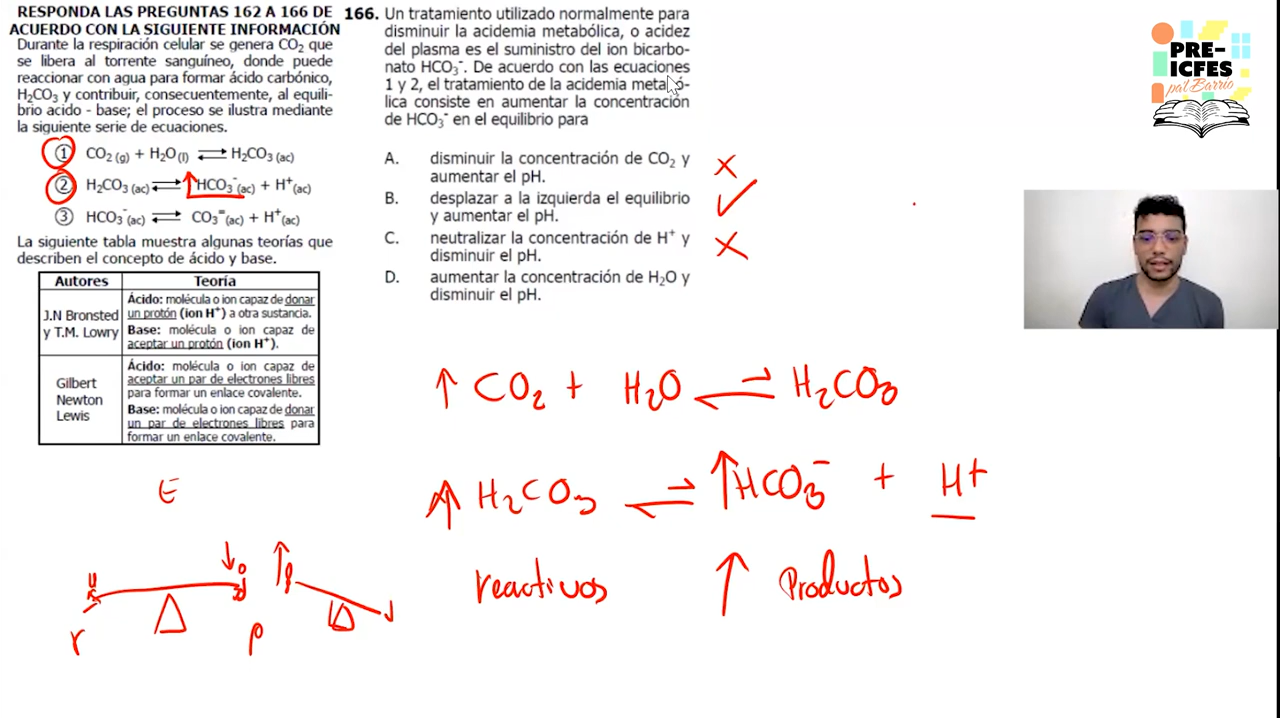 RESPONDA LAS PREGUNTAS 162 A 166 DE
ACUERDO CON LA SIGUIENTE INFORMACIÓN
Durante la respiración celular se genera CO₂ que
se libera al torrente sanguíneo, donde puede
reaccionar con agua para formar ácido carbónico,
H₂CO₃ y contribuir, consecuentemente, al equili-
brio acido - base; el proceso se ilustra mediante
la siguiente serie de ecuaciones.
① CO₂ (g) + H₂O(l) ⇌ H₂CO₃ (ac)
② H₂CO₃ (ac) ⇌ ↑HCO₃⁻(ac) + H⁺(ac)
③ HCO₃⁻(ac) ⇌ CO₃⁼(ac) + H⁺(ac)
La siguiente tabla muestra algunas teorías que
describen el concepto de ácido y base.
Autores Teoría
J.N Bronsted
y T.M. Lowry
Ácido: molécula o ion capaz de donar
un protón (ion H⁺) a otra sustancia.
Base: molécula o ion capaz de
aceptar un protón (ion H⁺).
Gilbert
Newton
Lewis
Ácido: molécula o ion capaz de
aceptar un par de electrones libres
para formar un enlace covalente.
Base: molécula o ion capaz de donar
un par de electrones libres para
formar un enlace covalente.
166. Un tratamiento utilizado normalmente para
disminuir la acidemia metabólica, o acidez
del plasma es el suministro del ion bicarbo-
nato HCO₃⁻. De acuerdo con las ecuaciones
1 y 2, el tratamiento de la acidemia metabó-
lica consiste en aumentar la concentración
de HCO₃⁻ en el equilibrio para
A. disminuir la concentración de CO₂ y
aumentar el pH.
B. desplazar a la izquierda el equilibrio
y aumentar el pH.
C. neutralizar la concentración de H⁺ y
disminuir el pH.
D. aumentar la concentración de H₂O y
disminuir el pH.
PRE-
ICFES
pal Barrio
↑ CO₂ + H₂O ⇌ H₂CO₃
↑ H₂CO₃ ⇌ ↑HCO₃⁻ + H⁺
reactivos ↑ Productos
E
r
p